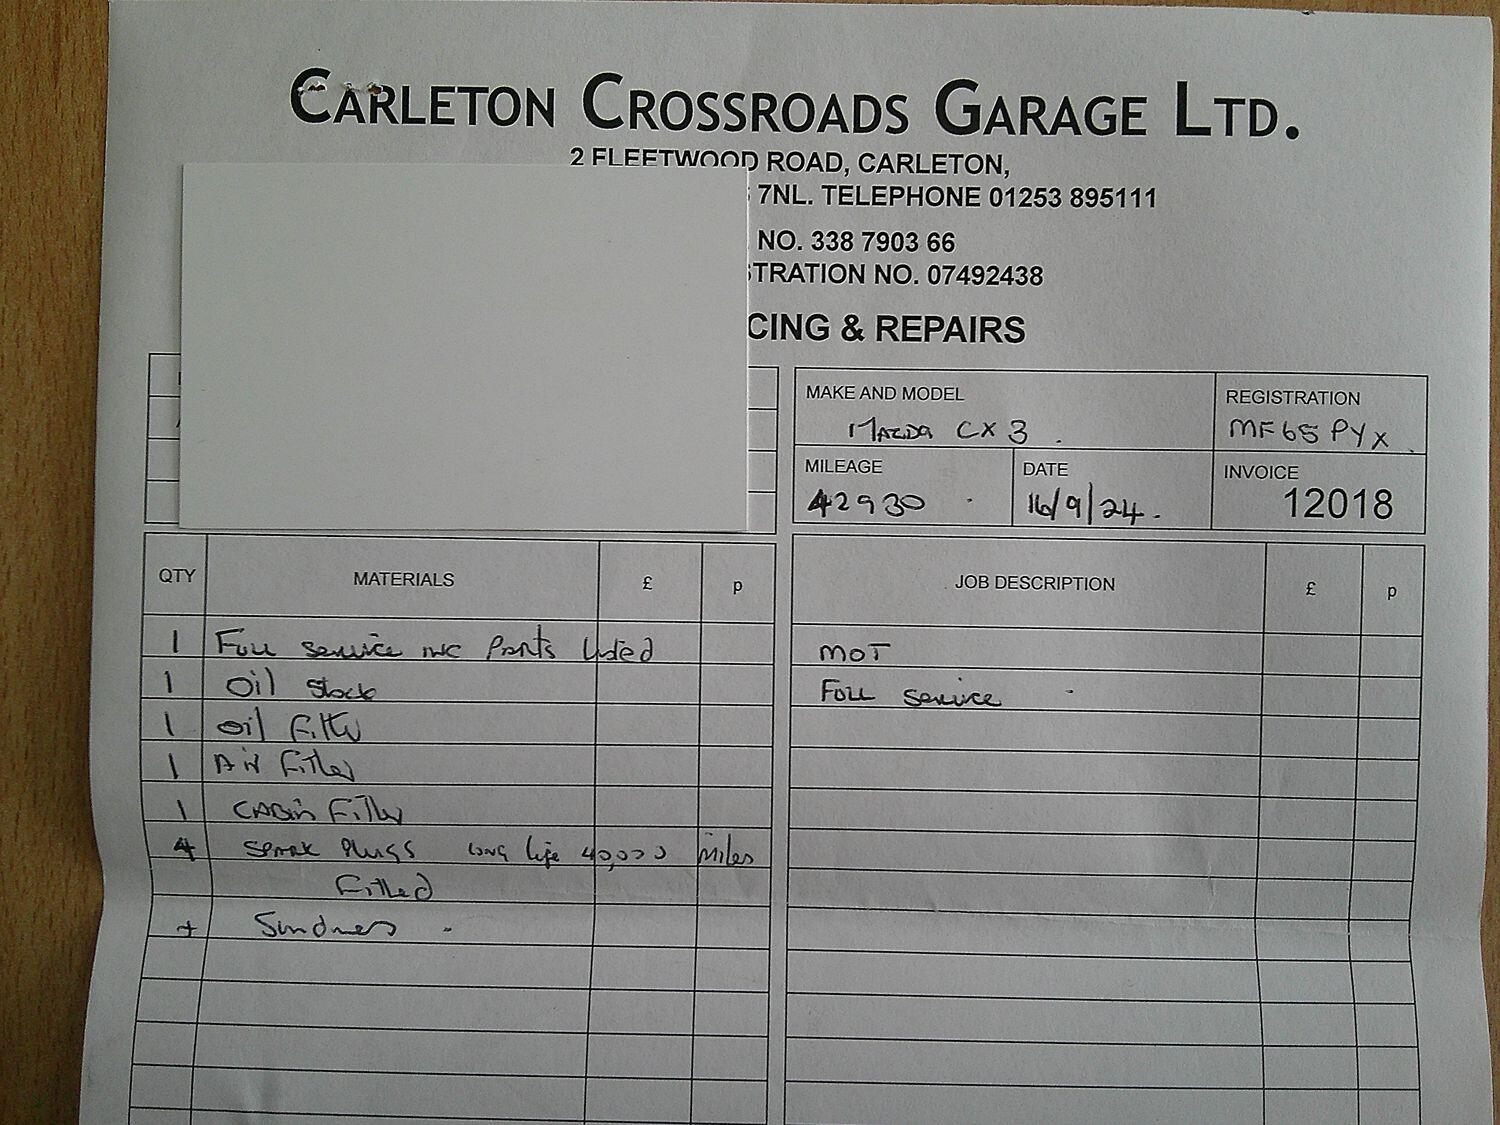 CARLETON CROSSROADS GARAGE LTD.
2 FLEETWOOD ROAD, CARLETON,
7NL. TELEPHONE 01253 895111
NO. 338 7903 66
STRATION NO. 07492438
CING & REPAIRS
MAKE AND MODEL
MAZDA CX 3.
REGISTRATION
MF65 PYX
MILEAGE
42930
DATE
16/9/24.
INVOICE
12018
QTY MATERIALS £ p
1 Full service inc Parts listed
1 Oil stock
1 Oil Filter
1 Air Filter
1 CABIN Filter
4 SPARK Plugs long life 40,000 Miles
Fitted
+ Sundries
JOB DESCRIPTION £ p
MOT
Full service